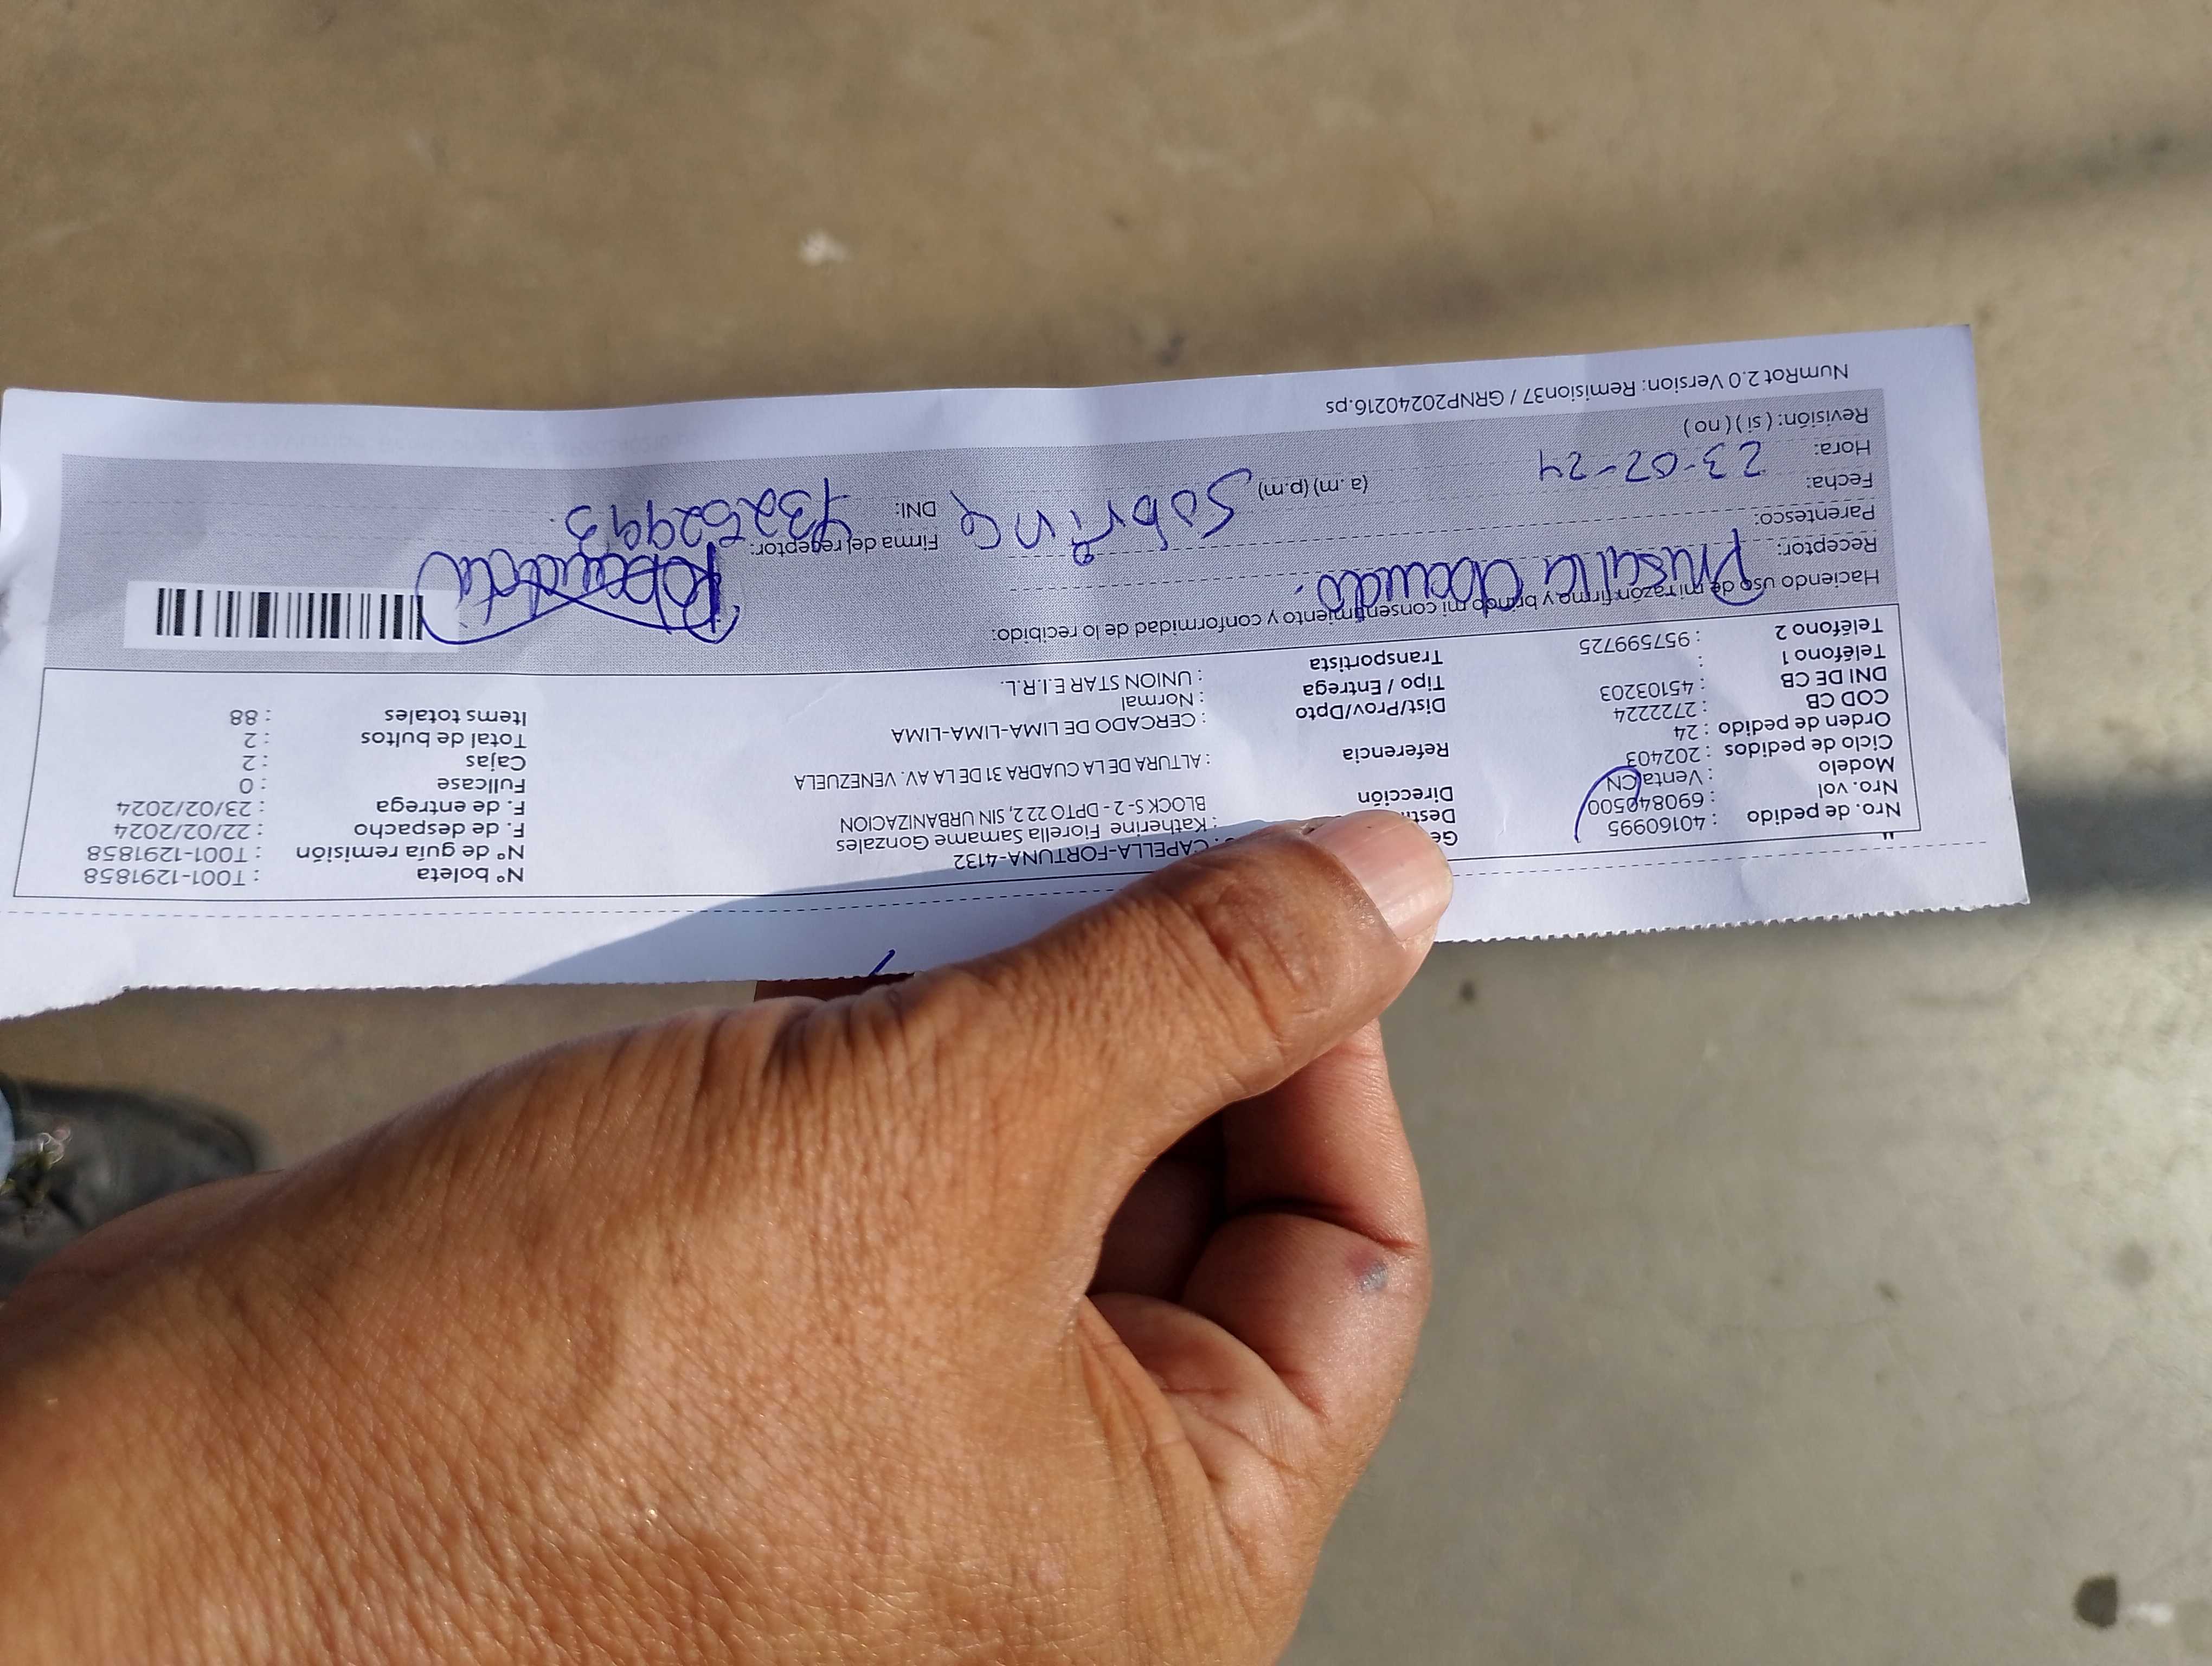 Nro. de pedido : 40160995
Nro. vol : 690840500
Modelo : Venta CN
Ciclo de pedidos : 202403
Orden de pedido : 24
COD CB : 2722224
DNI DE CB : 45103203
Teléfono 1 :
Teléfono 2 : 957599725
: CAPELLA-FORTUNA-4132
: Katherine Fiorella Samame Gonzales
Dirección BLOCK S- 2 - DPTO 22 2, SIN URBANIZACION
Referencia : ALTURA DE LA CUADRA 31 DE LA AV. VENEZUELA
Dist/Prov/Dpto : CERCADO DE LIMA-LIMA-LIMA
Tipo / Entrega : Normal
Transportista : UNION STAR E.I.R.L.
N° boleta : T001-1291858
N° de guía remisión : T001-1291858
F. de despacho : 22/02/2024
F. de entrega : 23/02/2024
Fullcase : 0
Cajas : 2
Total de bultos : 2
Items totales : 88
Haciendo uso de mi razón firmo y brindo mi consentimiento y conformidad de lo recibido:
Receptor:
Parentesco: Sobrina
Fecha: 23-02-24
Hora: (a. m) (p.m)
Revisión: ( si ) ( no )
Firma del receptor:
DNI:
NumRot 2.0 Version: Remision37 / GRNP20240216.ps